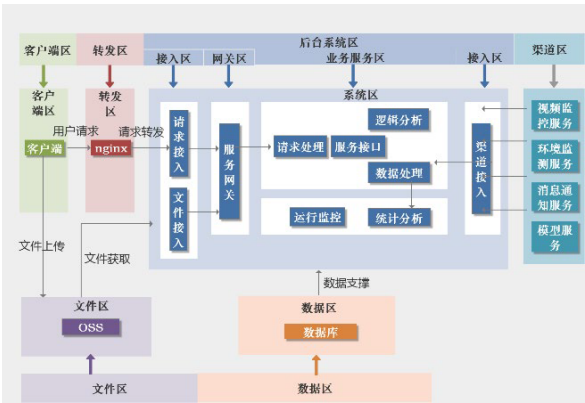 客户端区
转发区
后台系统区
渠道区
接入区
网关区
业务服务区
接入区
客户
端区
转发
区
系统区
用户请求
请求转发
客户端
nginx
请求接入
文件接入
服务网关
逻辑分析
请求处理
服务接口
数据处理
运行监控
统计分析
渠道接入
视频监
控服务
环境监
测服务
消息通
知服务
模型服
务
文件上传
文件获取
数据支撑
文件区
OSS
数据区
数据库
文件区
数据区